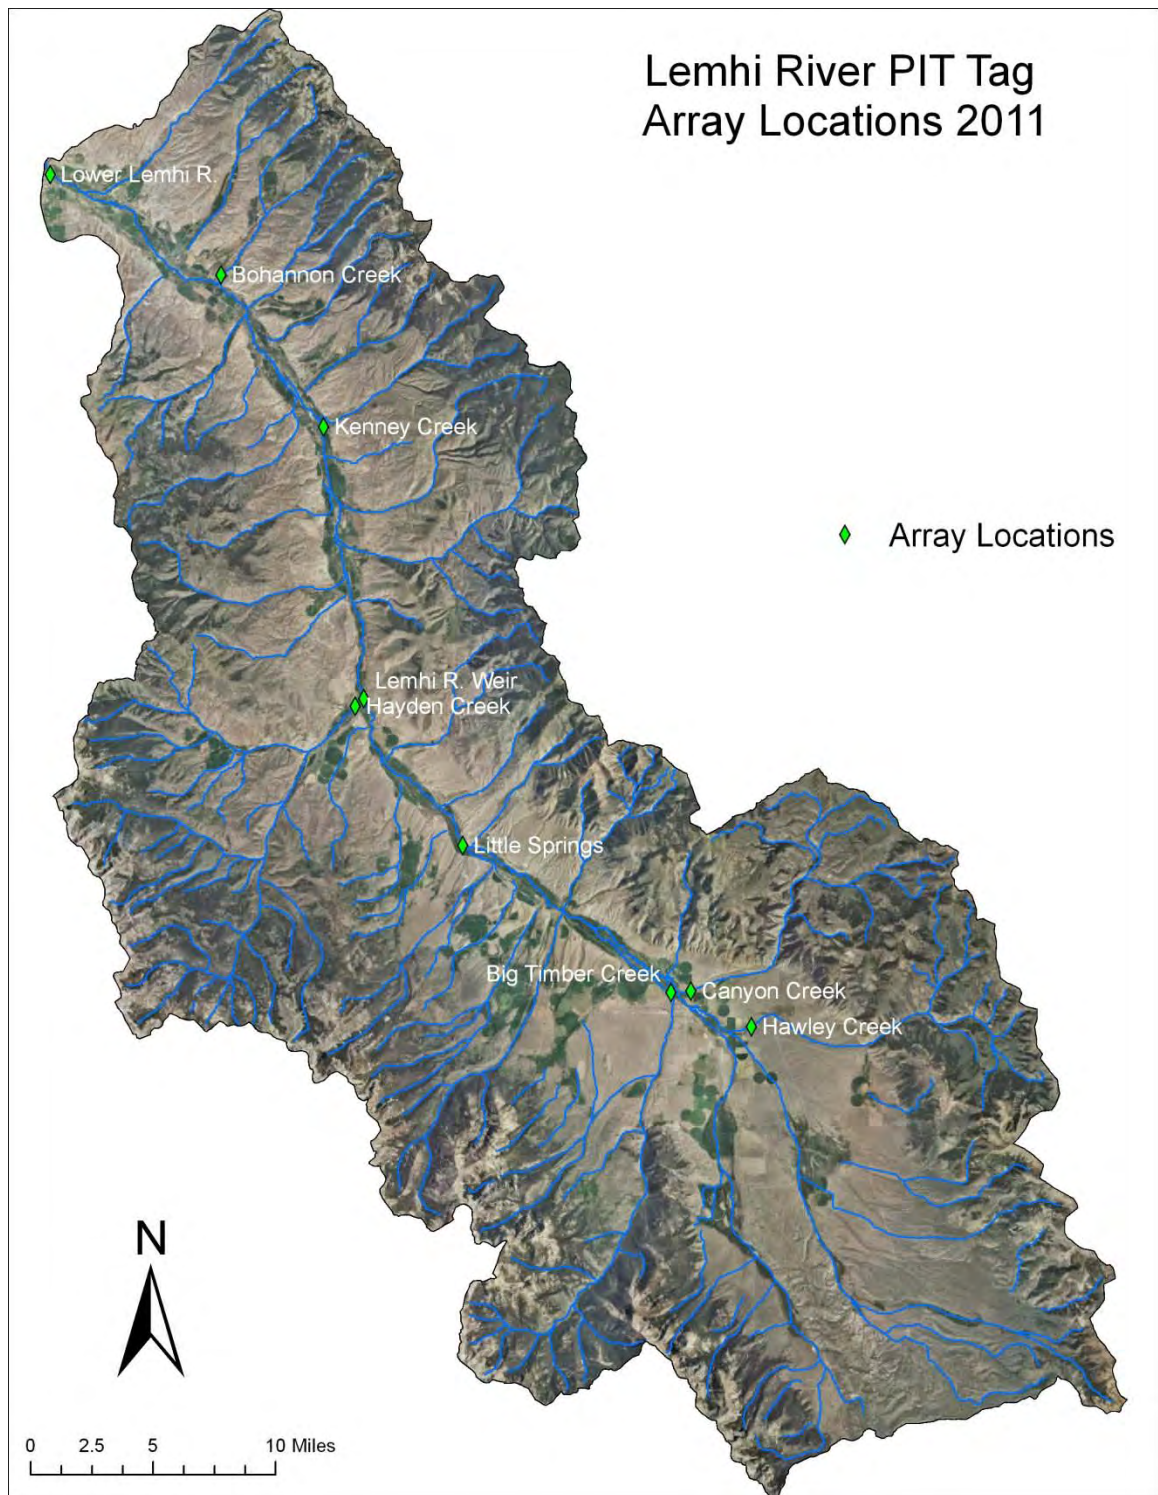 Lemhi River PIT Tag
Array Locations 2011
Lower Lemhi R.
Bohannon Creek
Kenney Creek
Array Locations
Lemhi R. Weir
Hayden Creek
Little Springs
Big Timber Creek
Canyon Creek
Hawley Creek
N
0 2.5 5 10 Miles